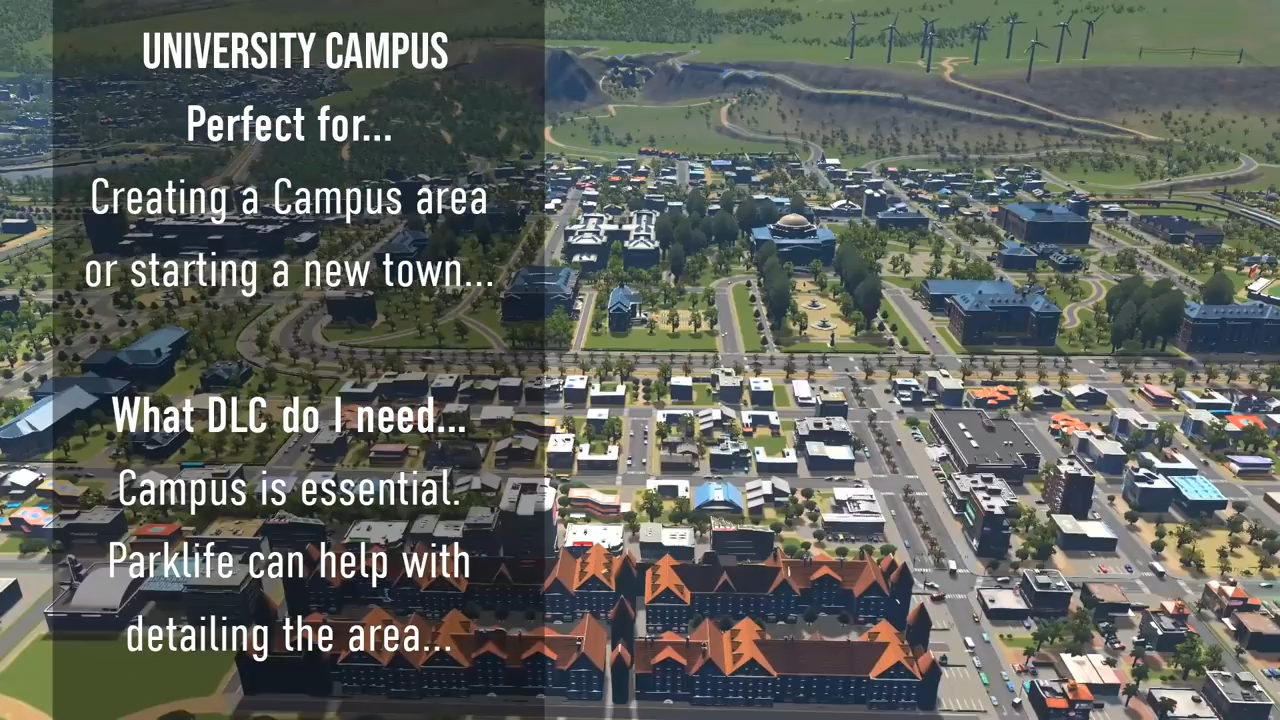 UNIVERSITY CAMPUS
Perfect for...
Creating a Campus area
or starting a new town...
What DLC do I need...
Campus is essential.
Parklife can help with
detailing the area...